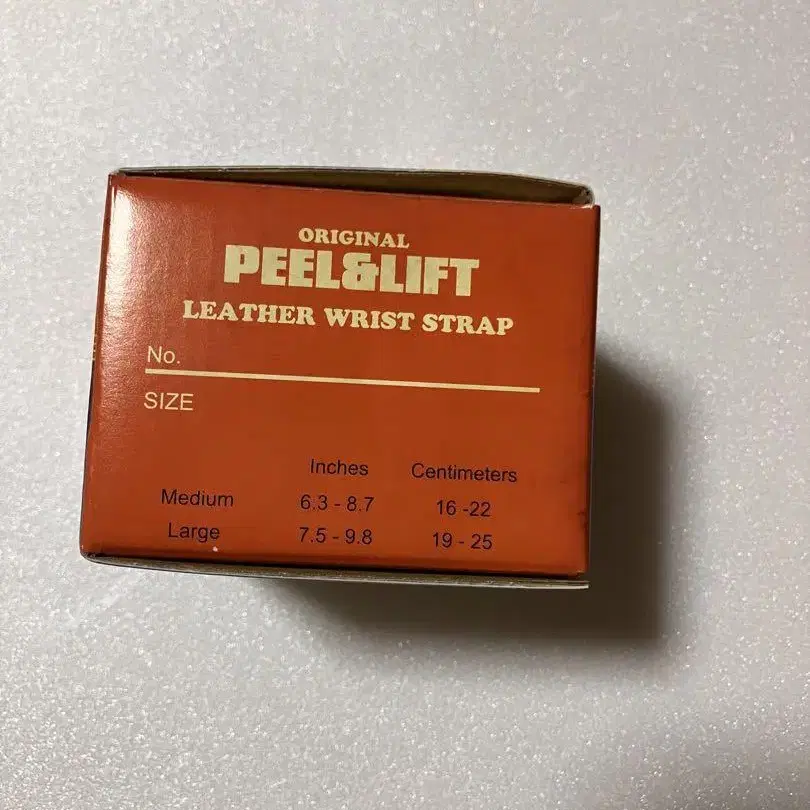 ORIGINAL
PEEL&LIFT
LEATHER WRIST STRAP
No.
SIZE
Inches Centimeters
Medium 6.3 - 8.7 16 -22
Large 7.5 - 9.8 19 - 25